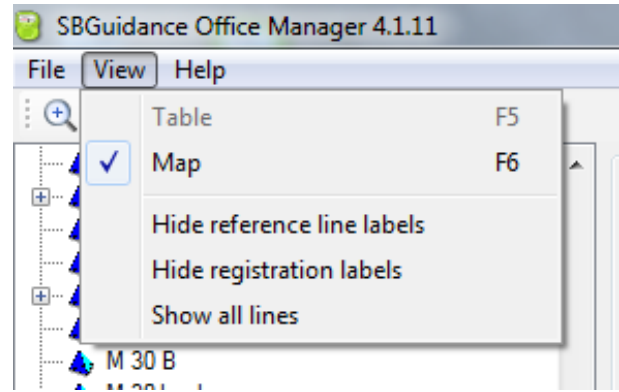 SBGuidance Office Manager 4.1.11
File View Help
Table F5
Map F6
Hide reference line labels
Hide registration labels
Show all lines
M 30 B